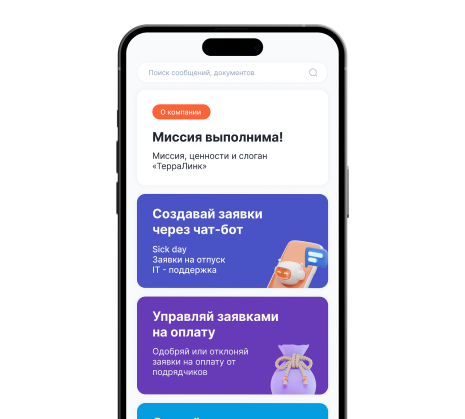 Поиск сообщений, документов
О компании
Миссия выполнима!
Миссия, ценности и слоган
«ТерраЛинк»
Создавай заявки
через чат-бот
Sick day
Заявки на отпуск
IT - поддержка
Управляй заявками
на оплату
Одобряй или отклоняй
заявки на оплату от
подрядчиков